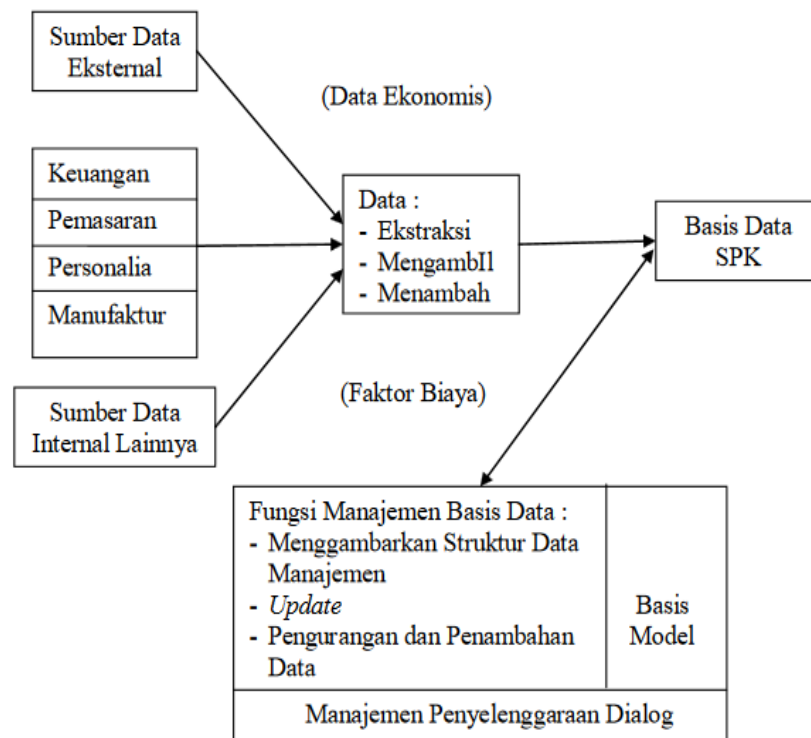 Sumber Data
Eksternal
(Data Ekonomis)
Keuangan
Pemasaran
Personalia
Manufaktur
Data :
- Ekstraksi
- MengambIl
- Menambah
Basis Data
SPK
(Faktor Biaya)
Sumber Data
Internal Lainnya
Fungsi Manajemen Basis Data :
- Menggambarkan Struktur Data
Manajemen
- Update
- Pengurangan dan Penambahan
Data
Basis
Model
Manajemen Penyelenggaraan Dialog